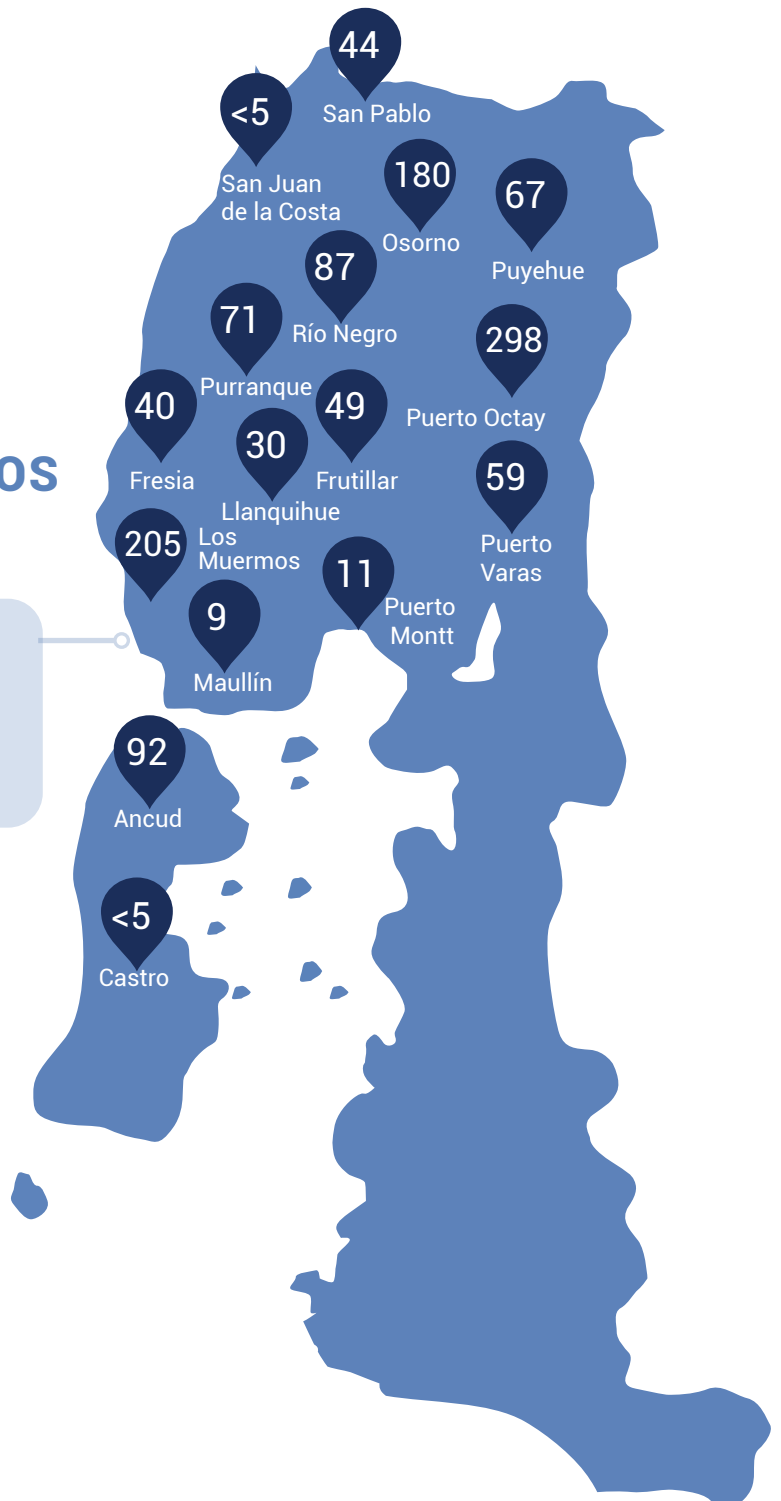 44
San Pablo
<5
San Juan
de la Costa
180
Osorno
67
Puyehue
87
Río Negro
71
Purranque
298
Puerto Octay
40
Fresia
49
Frutillar
30
Llanquihue
59
Puerto
Varas
os
205
Los
Muermos
11
Puerto
Montt
9
Maullín
92
Ancud
<5
Castro